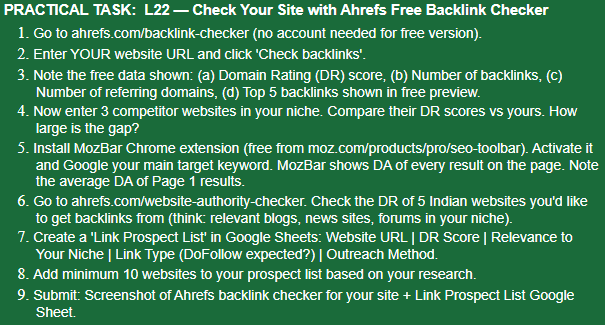 PRACTICAL TASK:  L22 — Check Your Site with Ahrefs Free Backlink Checker
1. Go to ahrefs.com/backlink-checker (no account needed for free version).
2. Enter YOUR website URL and click 'Check backlinks'.
3. Note the free data shown: (a) Domain Rating (DR) score, (b) Number of backlinks, (c)
Number of referring domains, (d) Top 5 backlinks shown in free preview.
4. Now enter 3 competitor websites in your niche. Compare their DR scores vs yours. How
large is the gap?
5. Install MozBar Chrome extension (free from moz.com/products/pro/seo-toolbar). Activate it
and Google your main target keyword. MozBar shows DA of every result on the page. Note
the average DA of Page 1 results.
6. Go to ahrefs.com/website-authority-checker. Check the DR of 5 Indian websites you'd like
to get backlinks from (think: relevant blogs, news sites, forums in your niche).
7. Create a 'Link Prospect List' in Google Sheets: Website URL | DR Score | Relevance to
Your Niche | Link Type (DoFollow expected?) | Outreach Method.
8. Add minimum 10 websites to your prospect list based on your research.
9. Submit: Screenshot of Ahrefs backlink checker for your site + Link Prospect List Google
Sheet.